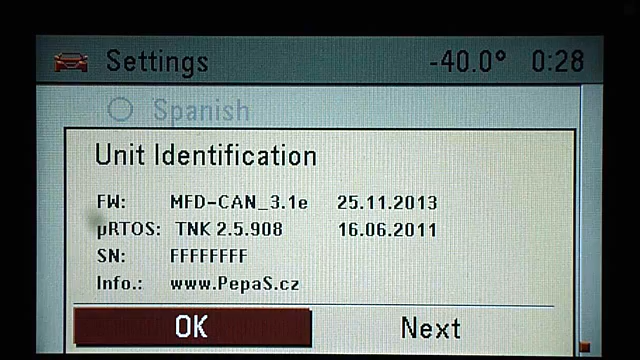 Settings -40.0° 0:28
Spanish
Unit Identification
FW: MFD-CAN_3.1e 25.11.2013
µRTOS: TNK 2.5.908 16.06.2011
SN: FFFFFFFF
Info.: www.PepaS.cz
OK Next